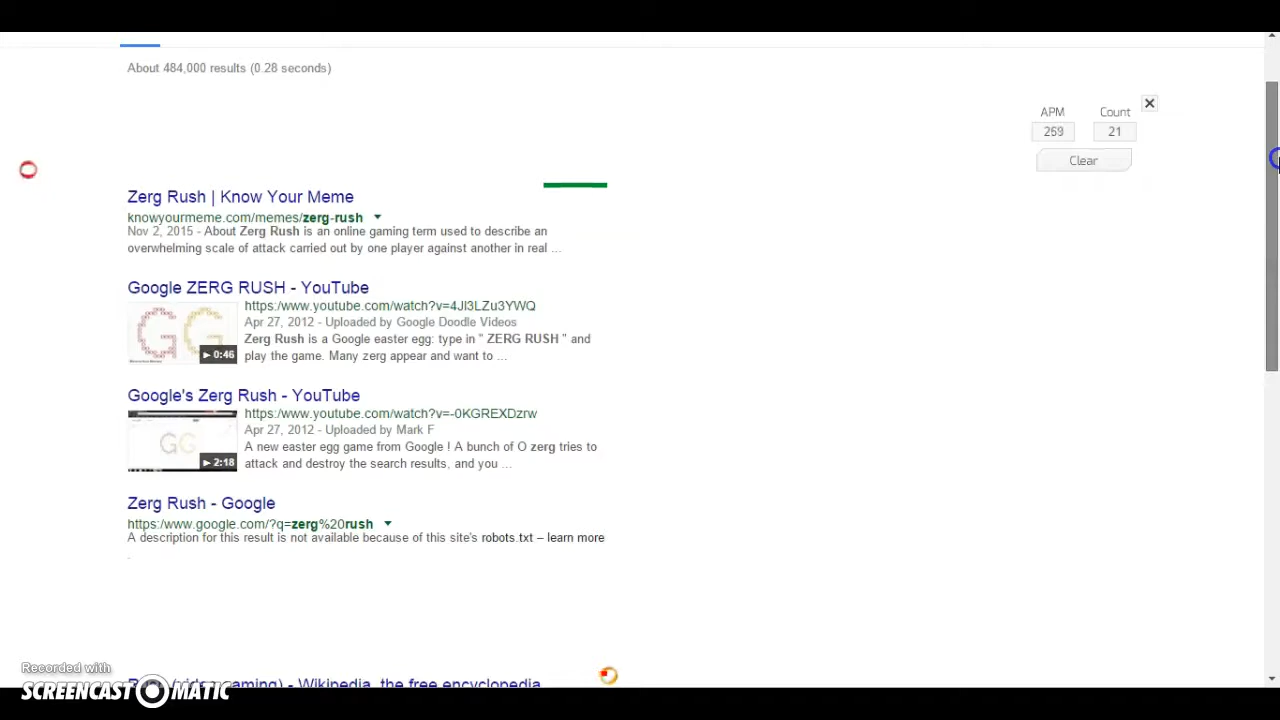 About 484,000 results (0.28 seconds)
APM Count
259 21
Clear
Zerg Rush | Know Your Meme
knowyourmeme.com/memes/zerg-rush
Nov 2, 2015 - About Zerg Rush is an online gaming term used to describe an
overwhelming scale of attack carried out by one player against another in real ...
Google ZERG RUSH - YouTube
https:/www.youtube.com/watch?v=4Jl3LZu3YWQ
Apr 27, 2012 - Uploaded by Google Doodle Videos
Zerg Rush is a Google easter egg: type in " ZERG RUSH " and
play the game. Many zerg appear and want to ...
0:46
Google's Zerg Rush - YouTube
https:/www.youtube.com/watch?v=-0KGREXDzrw
Apr 27, 2012 - Uploaded by Mark F
A new easter egg game from Google ! A bunch of O zerg tries to
attack and destroy the search results, and you ...
2:18
Zerg Rush - Google
https:/www.google.com/?q=zerg%20rush
A description for this result is not available because of this site's robots.txt – learn more
Recorded with
SCREENCAST-O-MATIC
- Wikipedia, the free encyclopedia